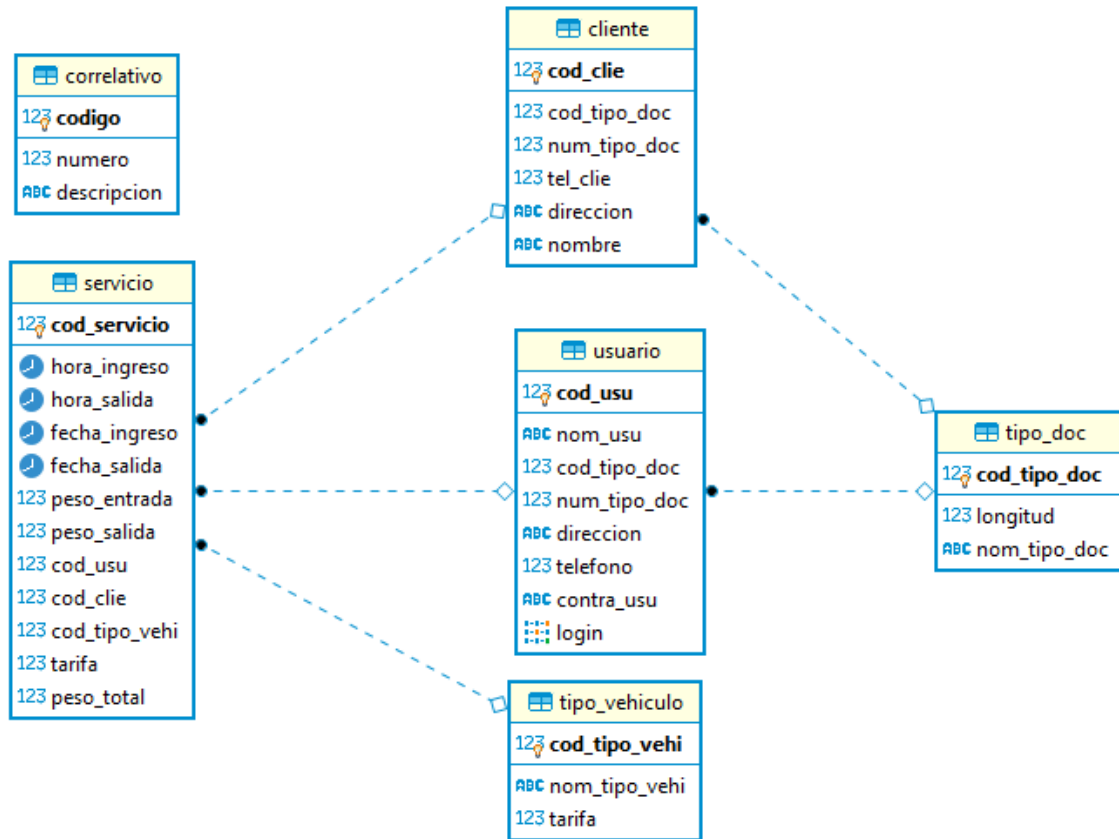 correlativo
123 codigo
123 numero
ABC descripcion
cliente
123 cod_clie
123 cod_tipo_doc
123 num_tipo_doc
123 tel_clie
ABC direccion
ABC nombre
servicio
123 cod_servicio
hora_ingreso
hora_salida
fecha_ingreso
fecha_salida
123 peso_entrada
123 peso_salida
123 cod_usu
123 cod_clie
123 cod_tipo_vehi
123 tarifa
123 peso_total
usuario
123 cod_usu
ABC nom_usu
123 cod_tipo_doc
123 num_tipo_doc
ABC direccion
123 telefono
ABC contra_usu
login
tipo_doc
123 cod_tipo_doc
123 longitud
ABC nom_tipo_doc
tipo_vehiculo
123 cod_tipo_vehi
ABC nom_tipo_vehi
123 tarifa